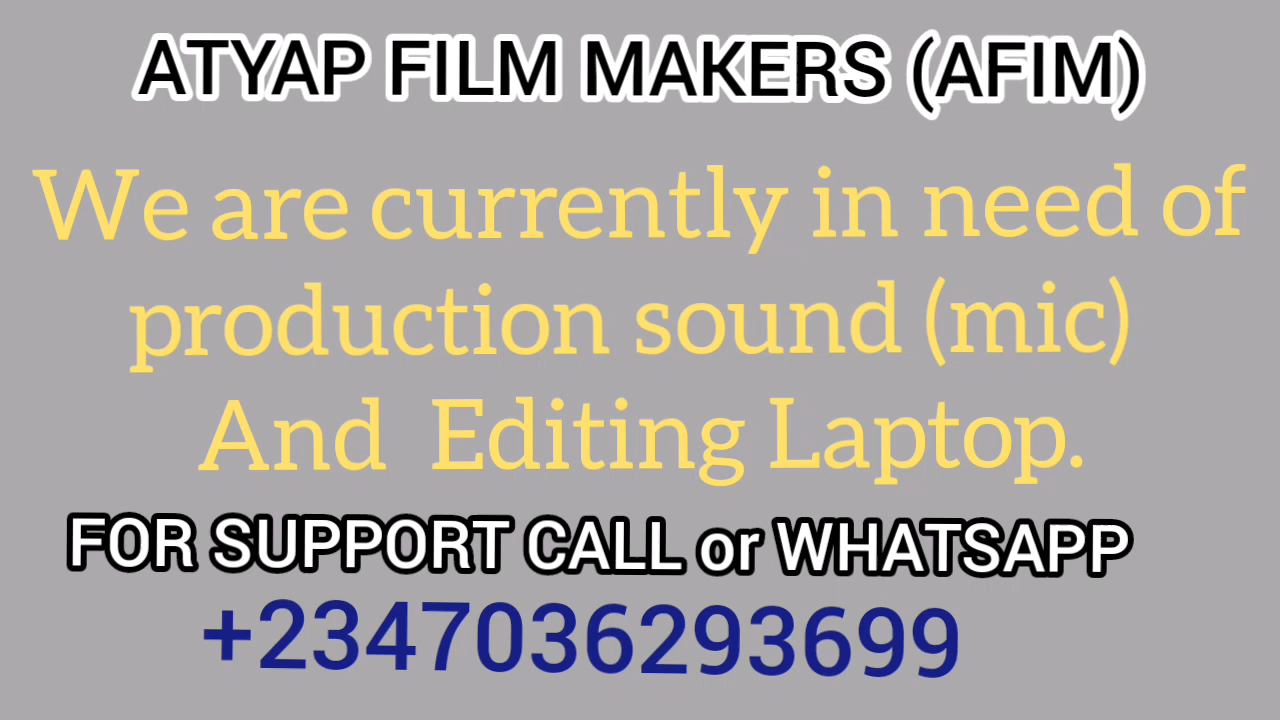 ATYAP FILM MAKERS (AFIM)
We are currently in need of
production sound (mic)
And Editing Laptop.
FOR SUPPORT CALL or WHATSAPP
+2347036293699